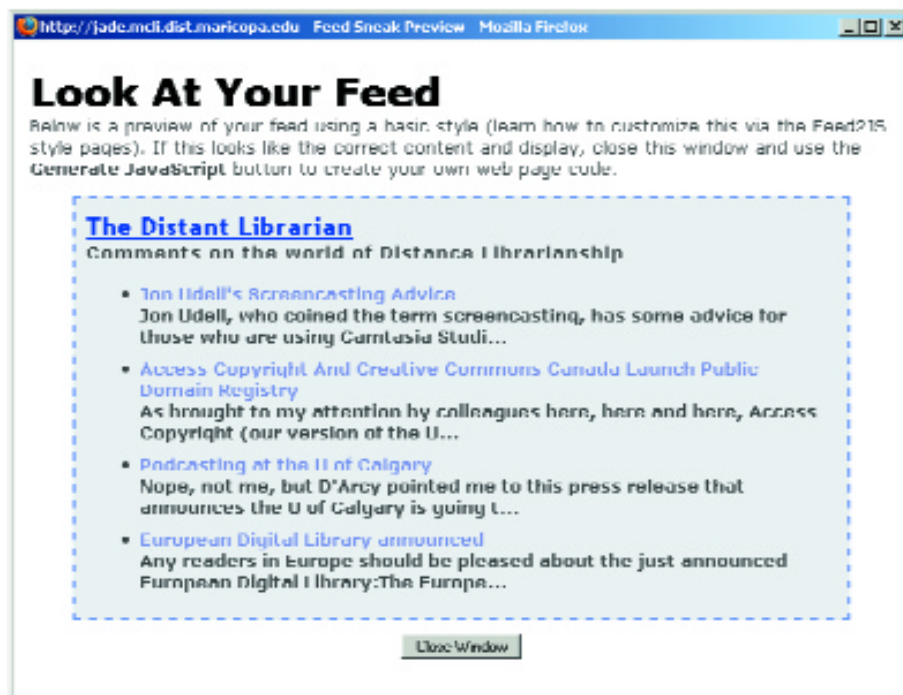 http://jade.mcli.dist.maricopa.edu - Feed Sneak Preview - Mozilla Firefox
Look At Your Feed
Below is a preview of your feed using a basic style (learn how to customize this via the Feed2JS
style pages). If this looks like the correct content and display, close this window and use the
Generate JavaScript button to create your own web page code.
The Distant Librarian
Comments on the world of Distance Librarianship
• Jon Udell's Screencasting Advice
Jon Udell, who coined the term screencasting, has some advice for
those who are using Camtasia Studi...
• Access Copyright And Creative Commons Canada Launch Public
Domain Registry
As brought to my attention by colleagues here, here and here, Access
Copyright (our version of the U...
• Podcasting at the U of Calgary
Nope, not me, but D'Arcy pointed me to this press release that
announces the U of Calgary is going t...
• European Digital Library announced
Any readers in Europe should be pleased about the just announced
European Digital Library:The Europe...
Close Window